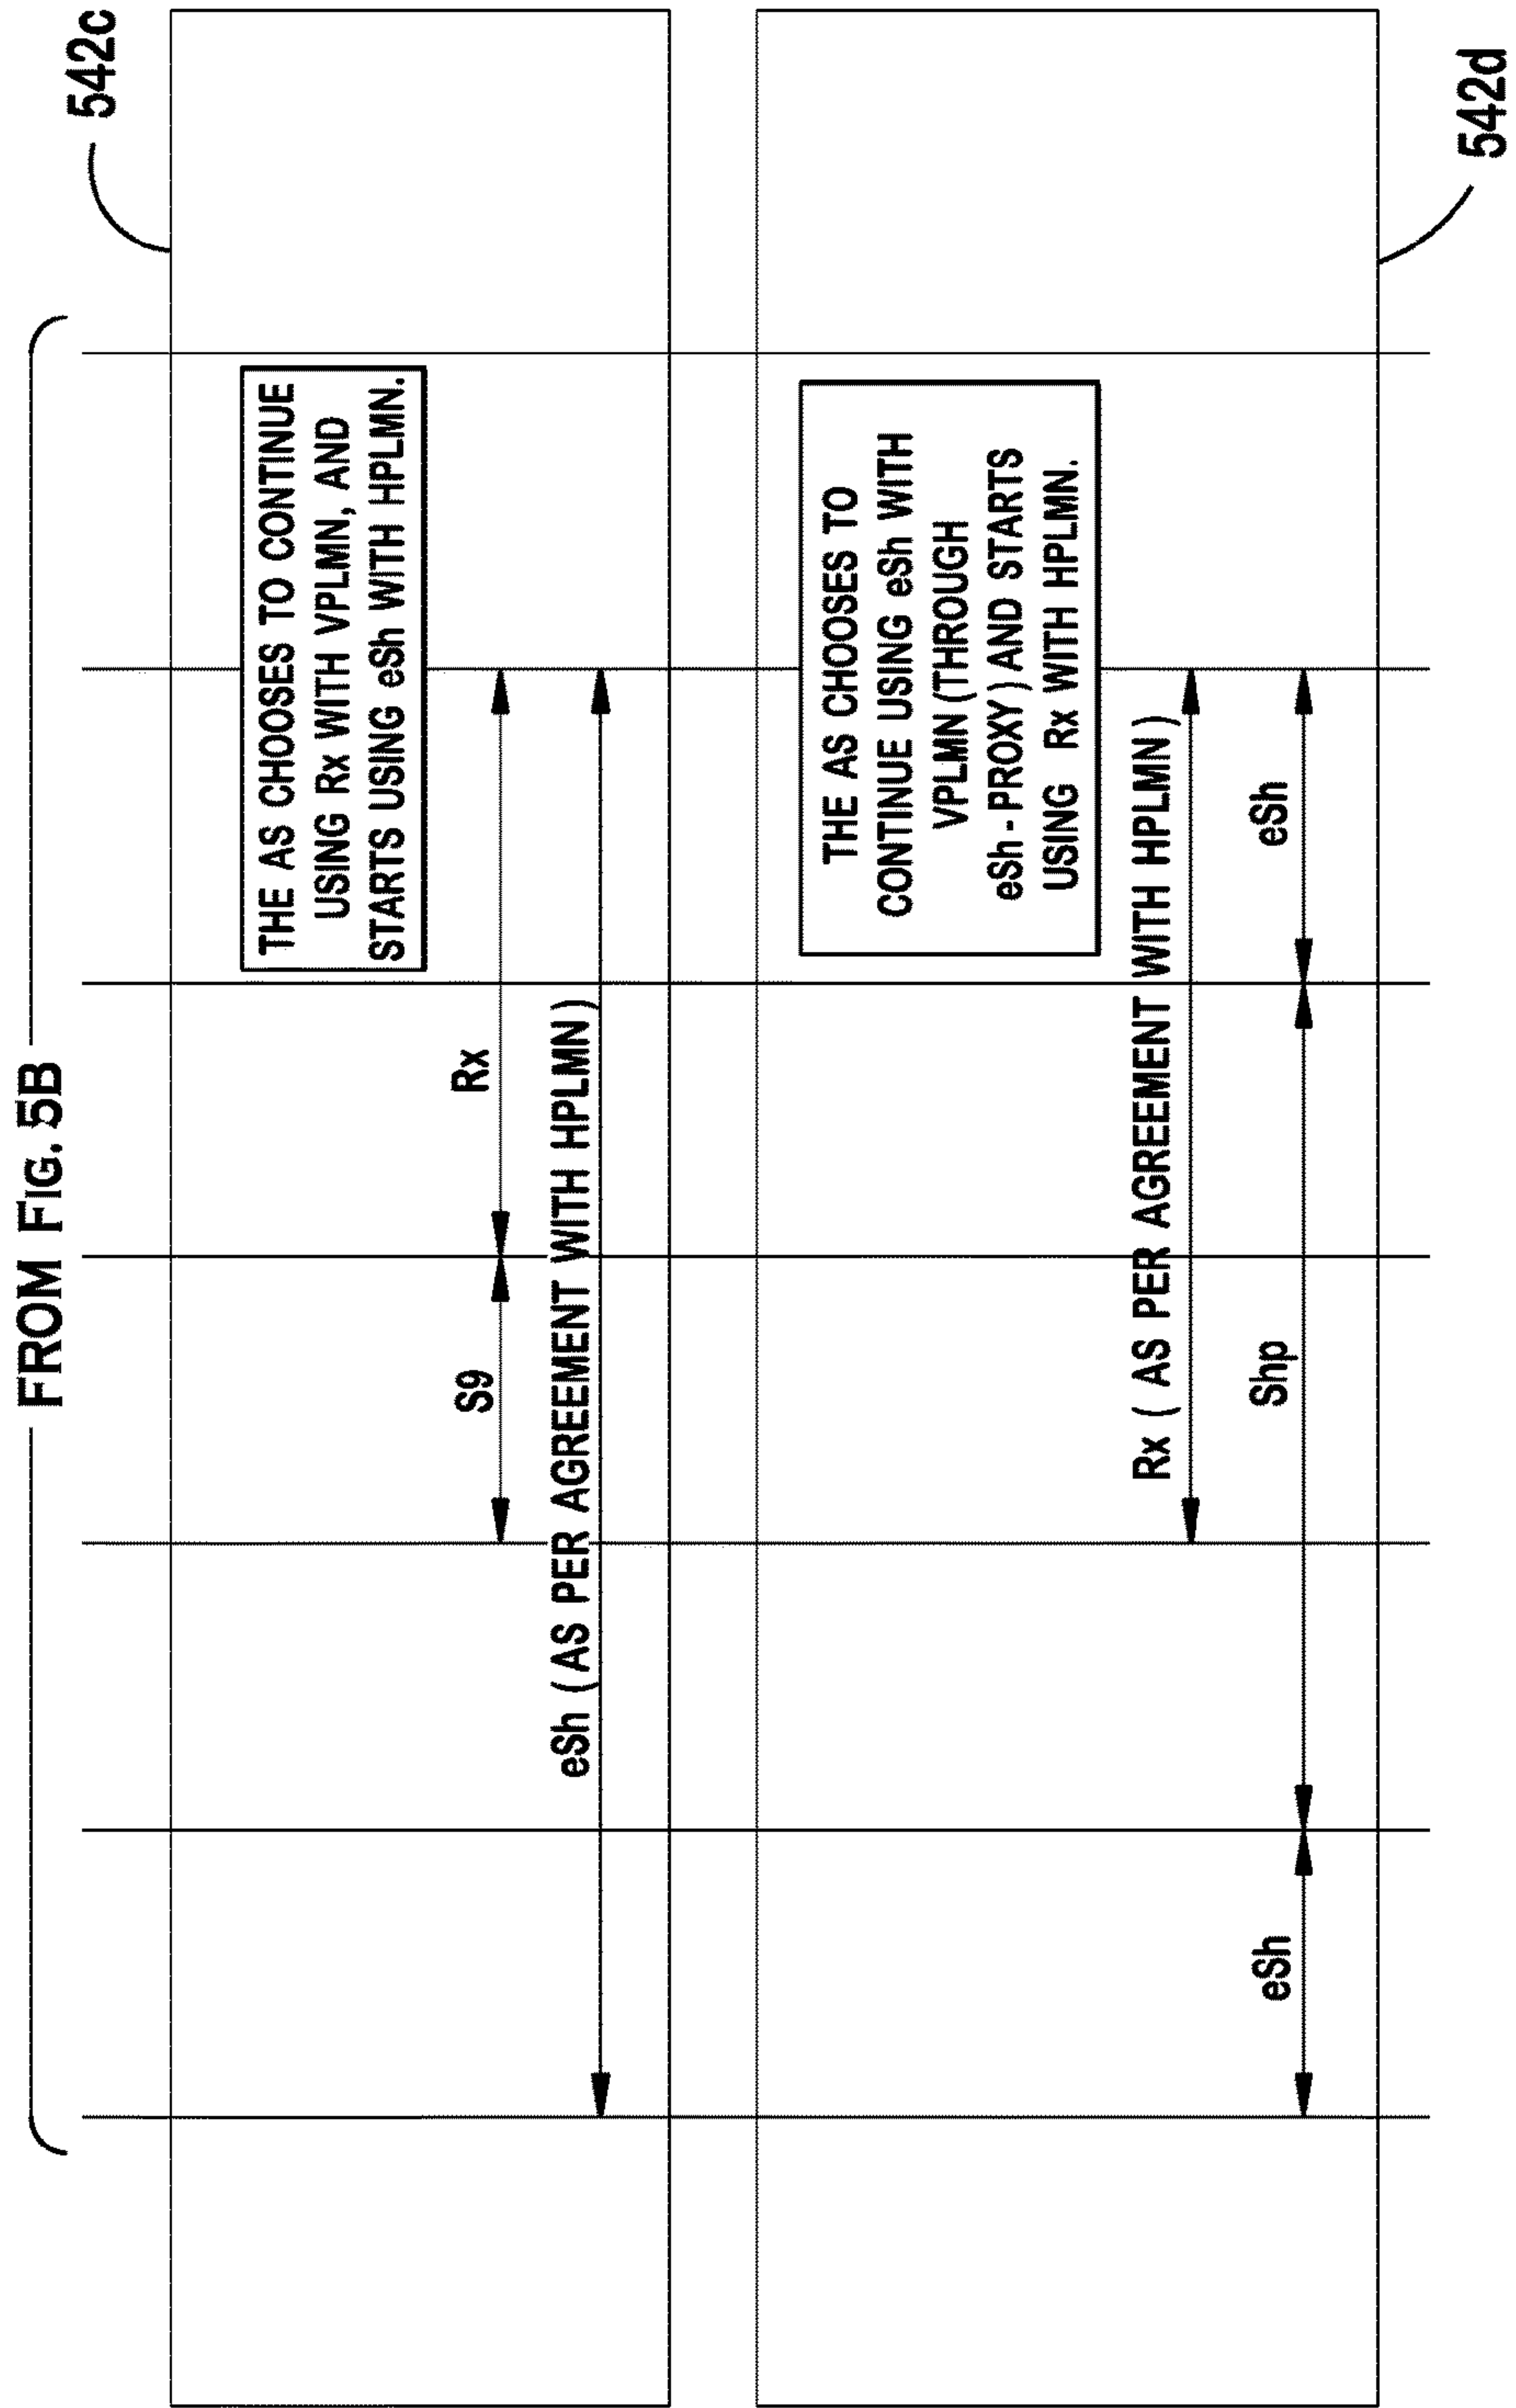 FROM FIG. 5B
542c
THE AS CHOOSES TO CONTINUE
USING Rx WITH VPLMN, AND
STARTS USING eSh WITH HPLMN.
S9
Rx
eSh (AS PER AGREEMENT WITH HPLMN)
THE AS CHOOSES TO
CONTINUE USING eSh WITH
VPLMN (THROUGH
eSh - PROXY) AND STARTS
USING Rx WITH HPLMN.
Rx ( AS PER AGREEMENT WITH HPLMN)
eSh
Shp
eSh
542d